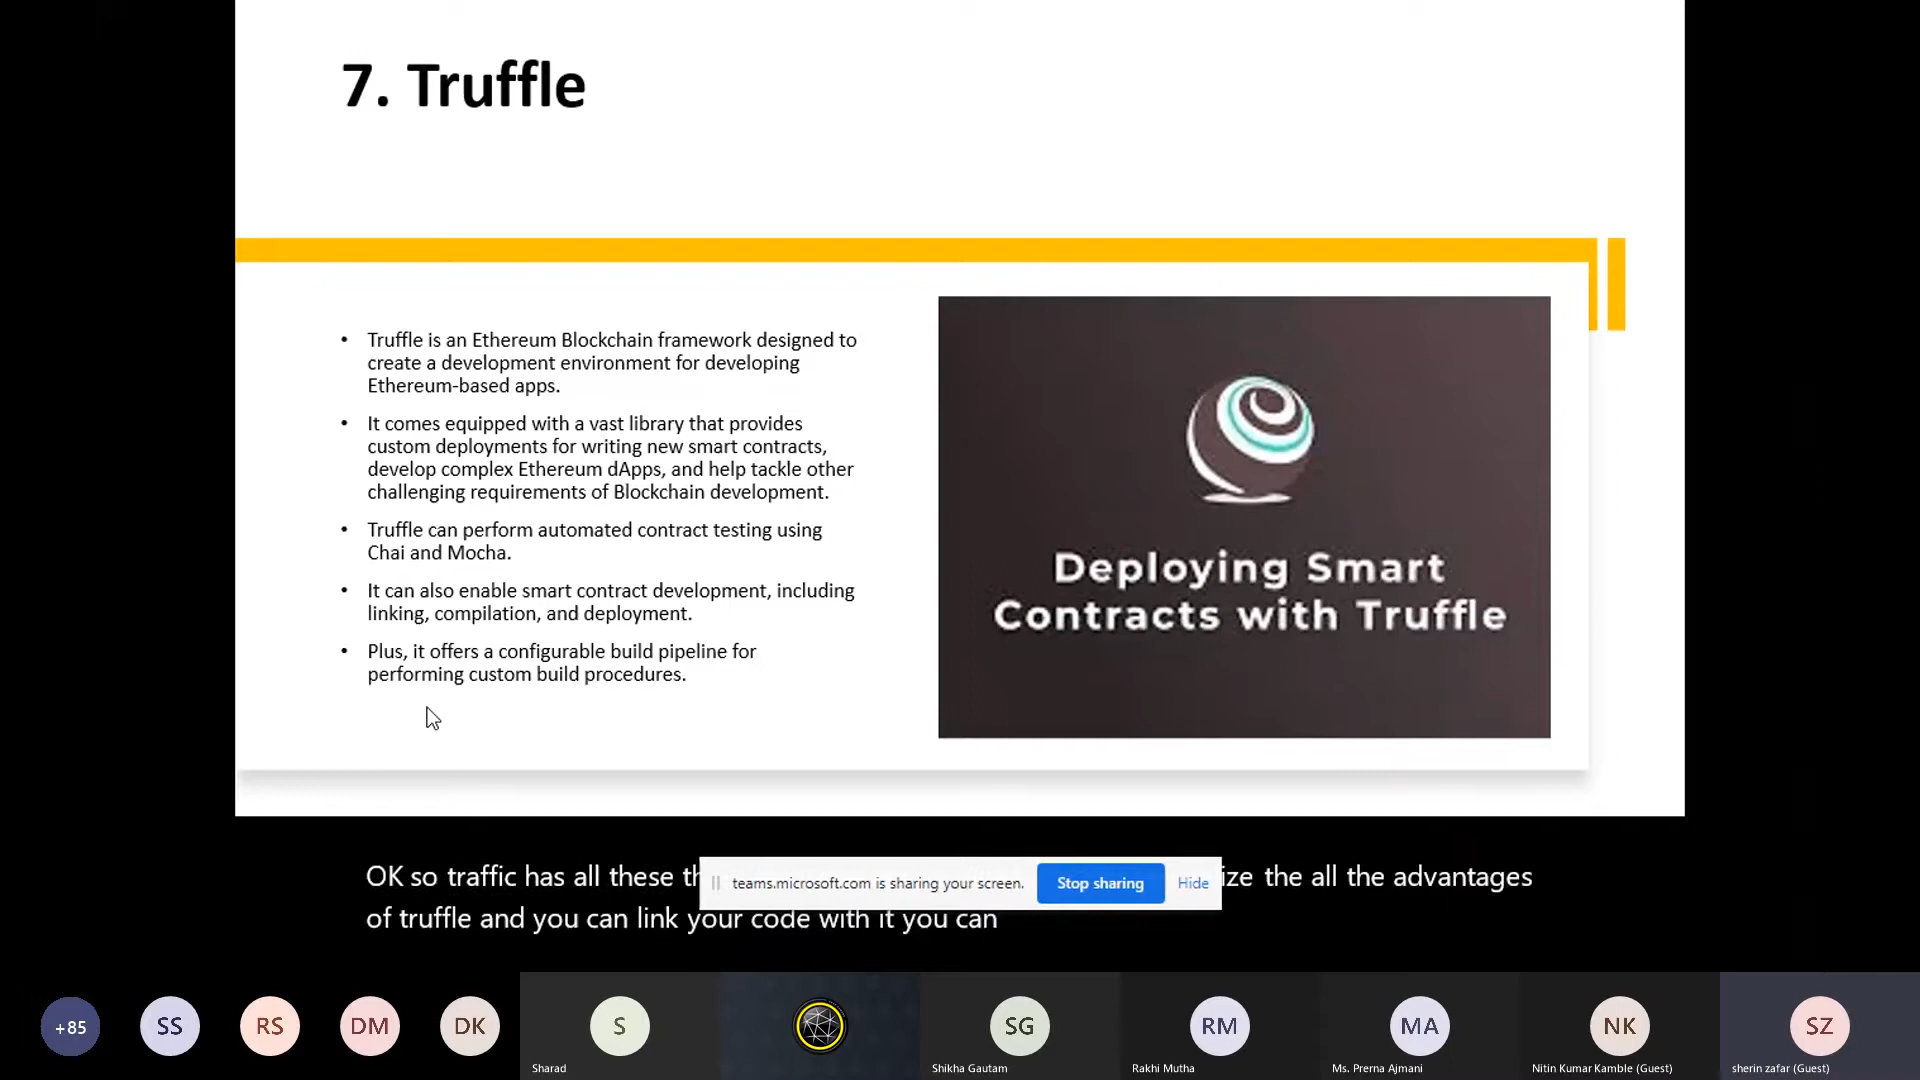 7. Truffle
• Truffle is an Ethereum Blockchain framework designed to
create a development environment for developing
Ethereum-based apps.
• It comes equipped with a vast library that provides
custom deployments for writing new smart contracts,
develop complex Ethereum dApps, and help tackle other
challenging requirements of Blockchain development.
• Truffle can perform automated contract testing using
Chai and Mocha.
• It can also enable smart contract development, including
linking, compilation, and deployment.
• Plus, it offers a configurable build pipeline for
performing custom build procedures.
Deploying Smart
Contracts with Truffle
OK so traffic has all these the all the advantages
of truffle and you can link your code with it you can
teams.microsoft.com is sharing your screen. Stop sharing Hide
+85 SS RS DM DK S SG RM MA NK SZ
Sharad Shikha Gautam Rakhi Mutha Ms. Prerna Ajmani Nitin Kumar Kamble (Guest) sherin zafar (Guest)